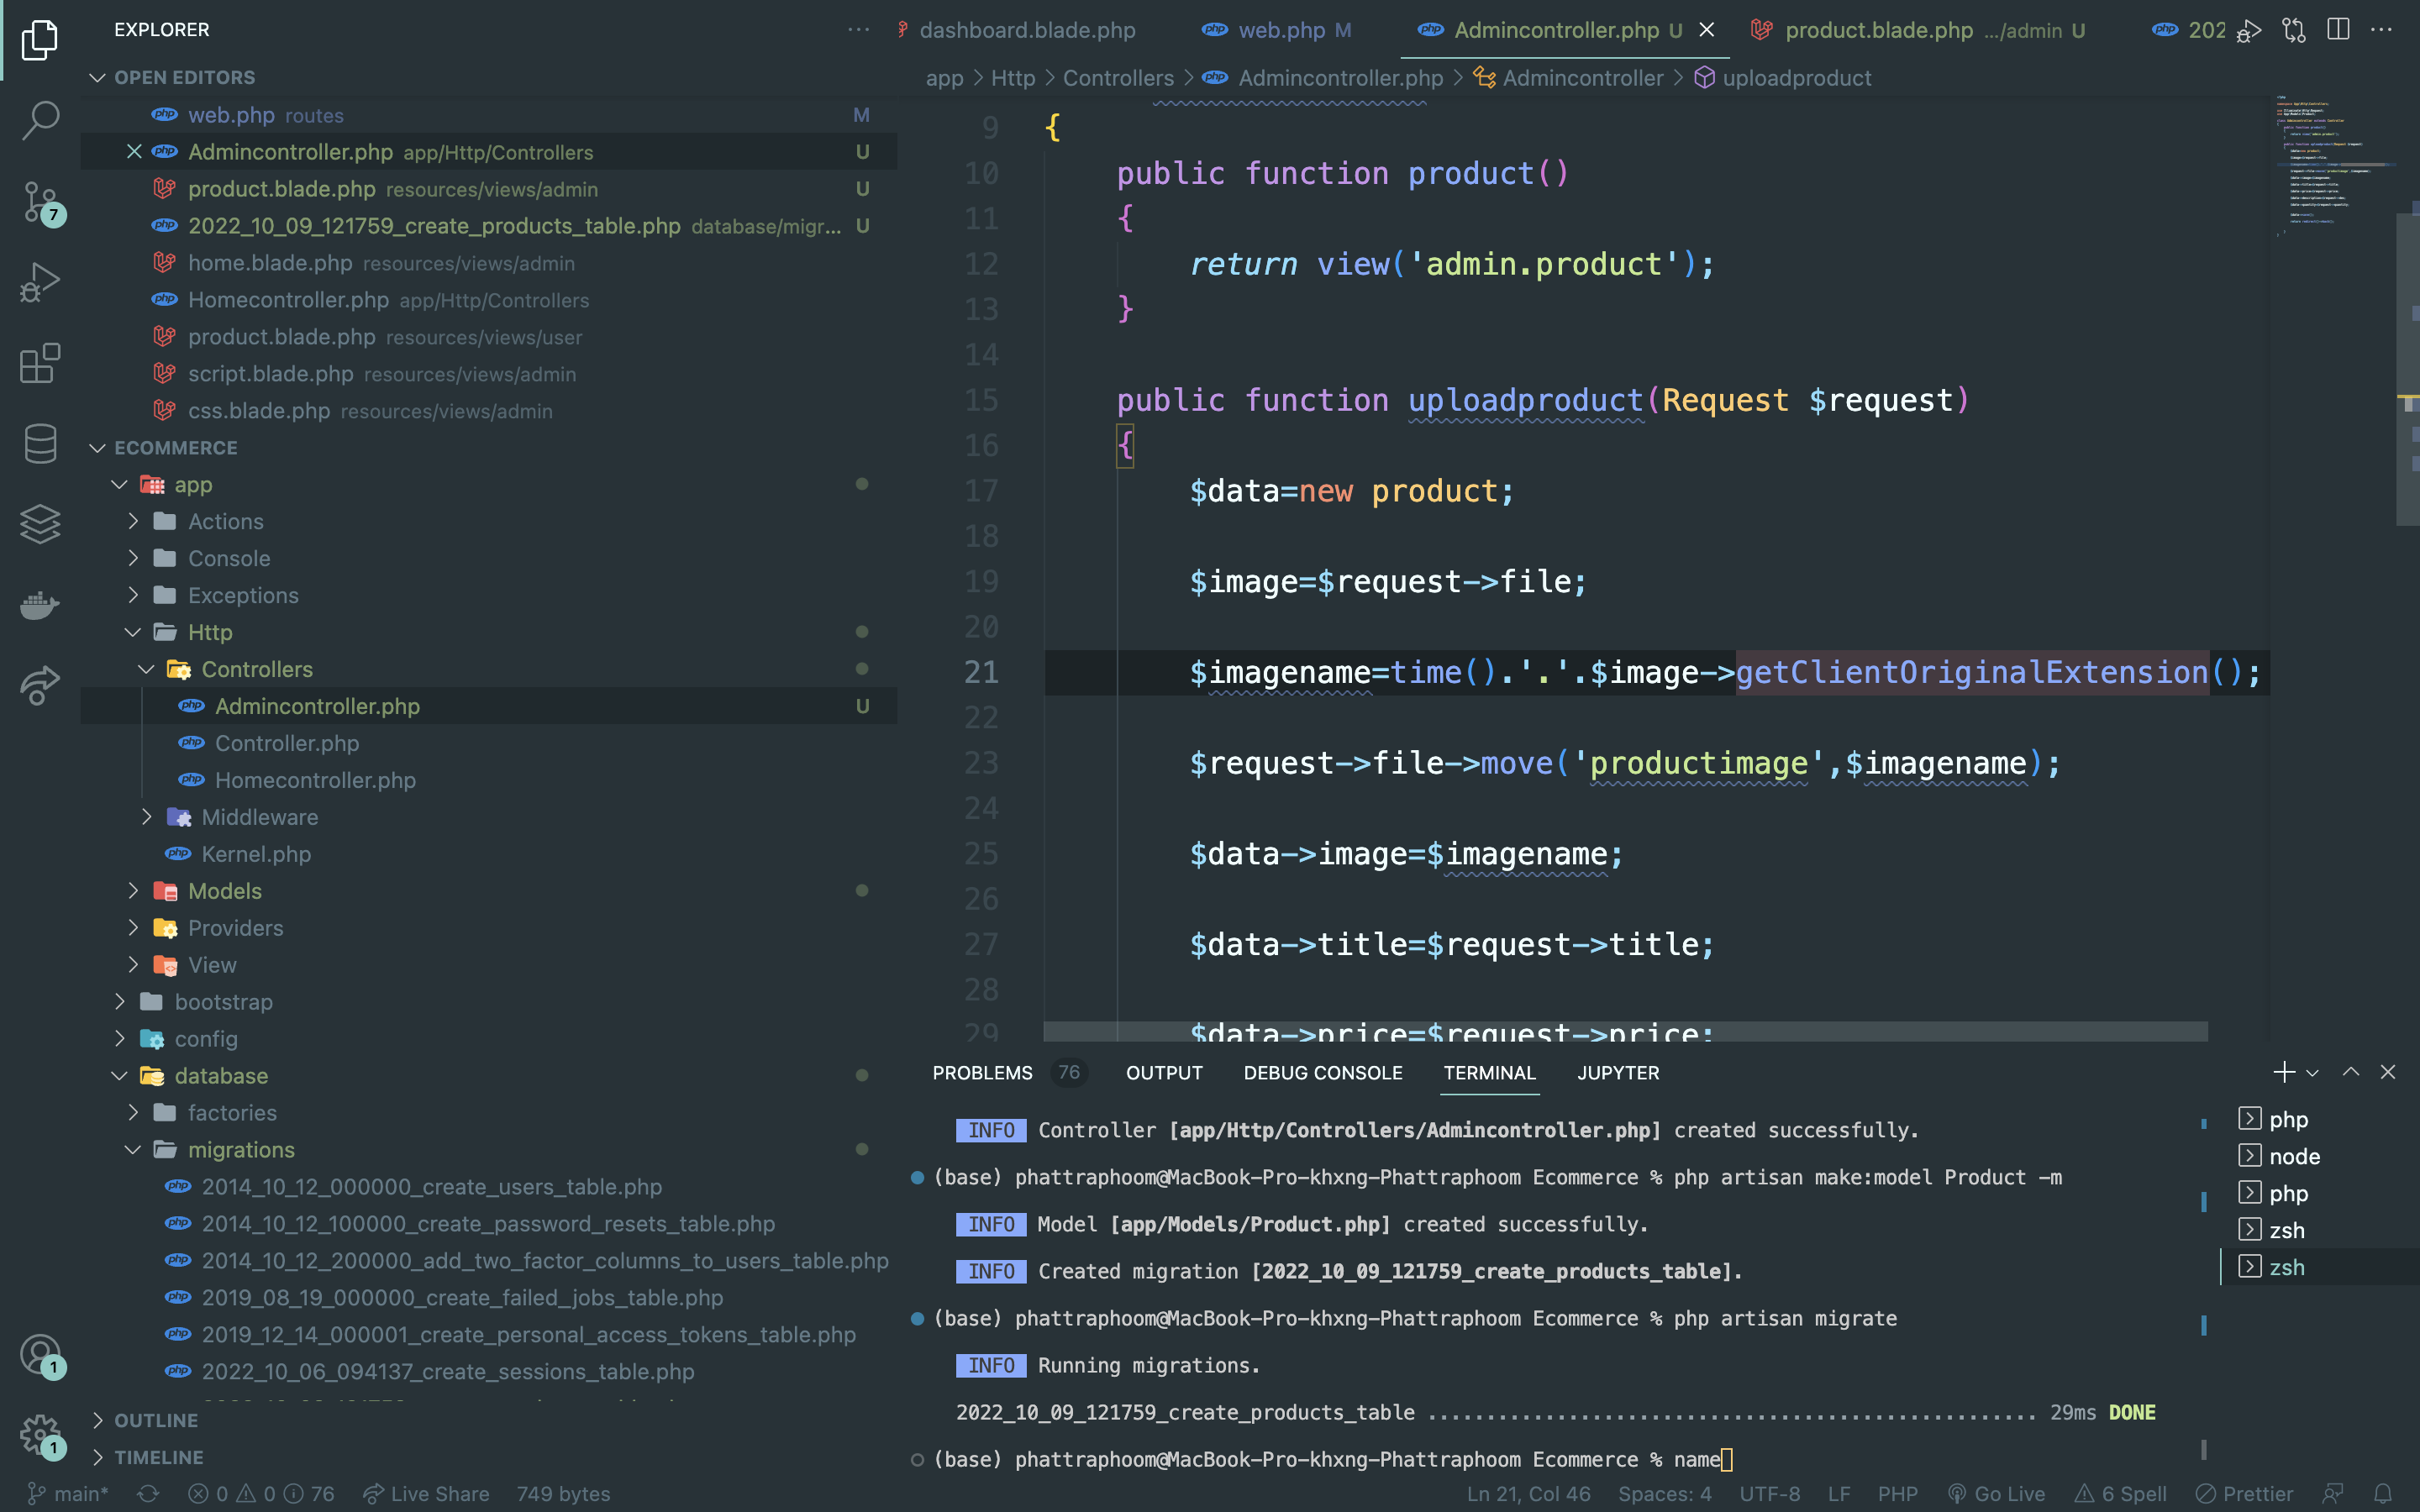 EXPLORER
dashboard.blade.php
web.php M
Admincontroller.php U
product.blade.php .../admin U
202
OPEN EDITORS
app > Http > Controllers > Admincontroller.php > Admincontroller > uploadproduct
web.php routes M
Admincontroller.php app/Http/Controllers U
product.blade.php resources/views/admin U
2022_10_09_121759_create_products_table.php database/migr... U
home.blade.php resources/views/admin
Homecontroller.php app/Http/Controllers
product.blade.php resources/views/user
script.blade.php resources/views/admin
css.blade.php resources/views/admin
ECOMMERCE
app
Actions
Console
Exceptions
Http
Controllers
Admincontroller.php U
Controller.php
Homecontroller.php
Middleware
Kernel.php
Models
Providers
View
bootstrap
config
database
factories
migrations
2014_10_12_000000_create_users_table.php
2014_10_12_100000_create_password_resets_table.php
2014_10_12_200000_add_two_factor_columns_to_users_table.php
2019_08_19_000000_create_failed_jobs_table.php
2019_12_14_000001_create_personal_access_tokens_table.php
2022_10_06_094137_create_sessions_table.php
OUTLINE
TIMELINE
7
1
1
9 {
10 public function product()
11 {
12 return view('admin.product');
13 }
14
15 public function uploadproduct(Request $request)
16 {
17 $data=new product;
18
19 $image=$request->file;
20
21 $imagename=time().'.'.$image->getClientOriginalExtension();
22
23 $request->file->move('productimage',$imagename);
24
25 $data->image=$imagename;
26
27 $data->title=$request->title;
28
29 $data->price=$request->price;
PROBLEMS 76 OUTPUT DEBUG CONSOLE TERMINAL JUPYTER
INFO Controller [app/Http/Controllers/Admincontroller.php] created successfully.
(base) phattraphoom@MacBook-Pro-khxng-Phattraphoom Ecommerce % php artisan make:model Product -m
INFO Model [app/Models/Product.php] created successfully.
INFO Created migration [2022_10_09_121759_create_products_table].
(base) phattraphoom@MacBook-Pro-khxng-Phattraphoom Ecommerce % php artisan migrate
INFO Running migrations.
2022_10_09_121759_create_products_table .................................................... 29ms DONE
(base) phattraphoom@MacBook-Pro-khxng-Phattraphoom Ecommerce % name
php
node
php
zsh
zsh
main* 0 0 76 Live Share 749 bytes Ln 21, Col 46 Spaces: 4 UTF-8 LF PHP Go Live 6 Spell Prettier